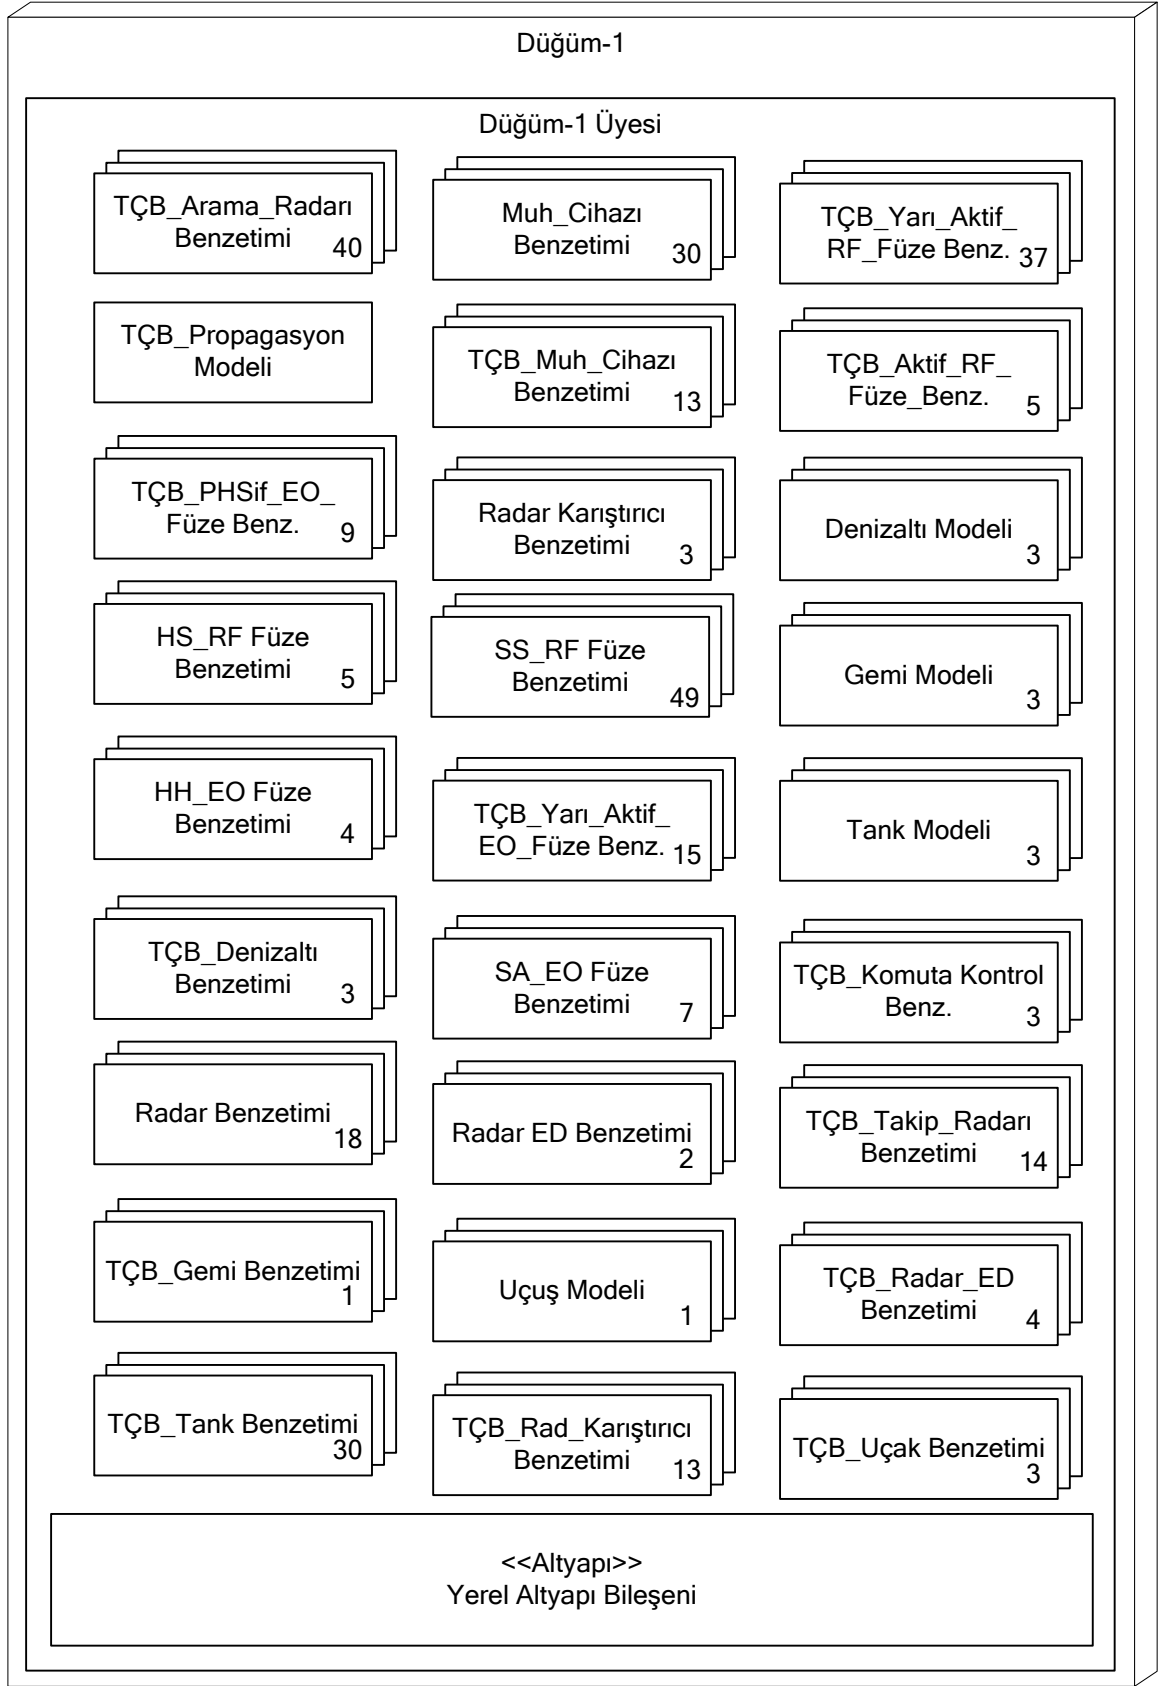 Düğüm-1
Düğüm-1 Üyesi
TÇB_Arama_Radarı
Benzetimi
40
Muh_Cihazı
Benzetimi
30
TÇB_Yarı_Aktif_
RF_Füze Benz.
37
TÇB_Propagasyon
Modeli
TÇB_Muh_Cihazı
Benzetimi
13
TÇB_Aktif_RF_
Füze_Benz.
5
TÇB_PHSif_EO_
Füze Benz.
9
Radar Karıştırıcı
Benzetimi
3
Denizaltı Modeli
3
HS_RF Füze
Benzetimi
5
SS_RF Füze
Benzetimi
49
Gemi Modeli
3
HH_EO Füze
Benzetimi
4
TÇB_Yarı_Aktif_
EO_Füze Benz.
15
Tank Modeli
3
TÇB_Denizaltı
Benzetimi
3
SA_EO Füze
Benzetimi
7
TÇB_Komuta Kontrol
Benz.
3
Radar Benzetimi
18
Radar ED Benzetimi
2
TÇB_Takip_Radarı
Benzetimi
14
TÇB_Gemi Benzetimi
1
Uçuş Modeli
1
TÇB_Radar_ED
Benzetimi
4
TÇB_Tank Benzetimi
30
TÇB_Rad_Karıştırıcı
Benzetimi
13
TÇB_Uçak Benzetimi
3
<<Altyapı>>
Yerel Altyapı Bileşeni